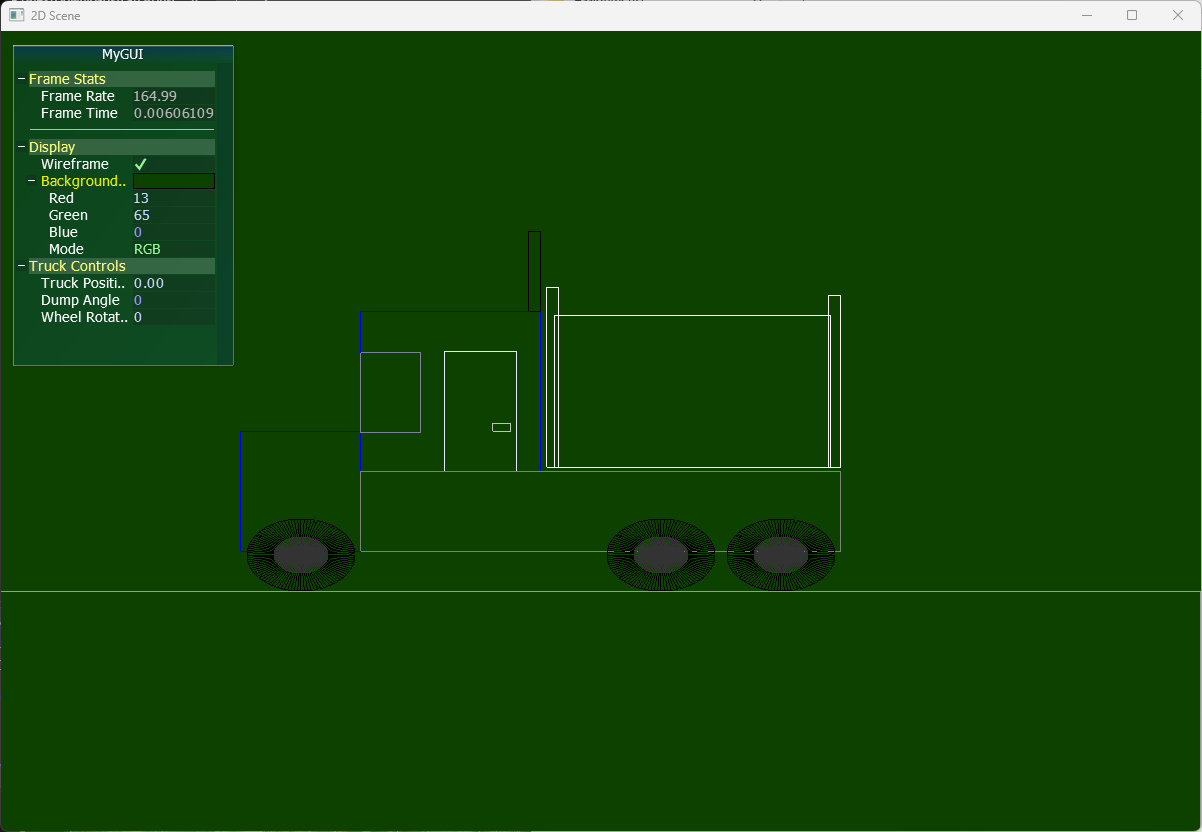 2D Scene
MyGUI
Frame Stats
Frame Rate 164.99
Frame Time 0.00606109
Display
Wireframe
Background..
Red 13
Green 65
Blue 0
Mode RGB
Truck Controls
Truck Positi.. 0.00
Dump Angle 0
Wheel Rotat.. 0